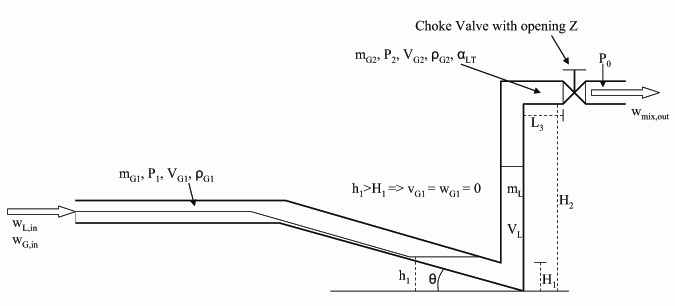 Choke Valve with opening Z
m_G2, P_2, V_G2, ρ_G2, α_LT
P_0
w_mix,out
L_3
m_G1, P_1, V_G1, ρ_G1
h_1>H_1 => v_G1 = w_G1 = 0
m_L
H_2
V_L
w_L,in
w_G,in
h_1
θ
H_1